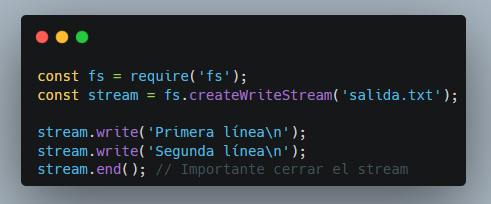 const fs = require('fs');
const stream = fs.createWriteStream('salida.txt');

stream.write('Primera línea\n');
stream.write('Segunda línea\n');
stream.end(); // Importante cerrar el stream